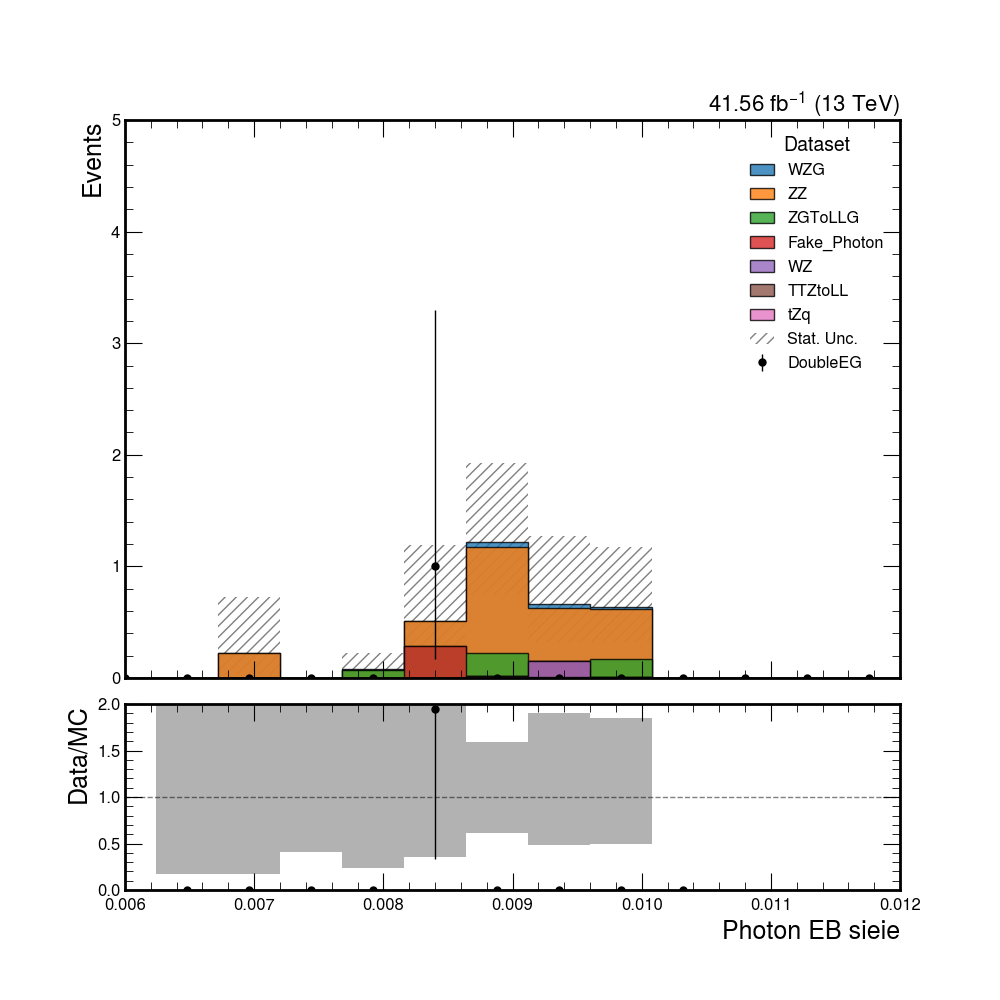 41.56 fb⁻¹ (13 TeV)
Events
5
4
3
2
1
0
Dataset
WZG
ZZ
ZGToLLG
Fake_Photon
WZ
TTZtoLL
tZq
Stat. Unc.
DoubleEG
Data/MC
2.0
1.5
1.0
0.5
0.0
0.006 0.007 0.008 0.009 0.010 0.011 0.012
Photon EB sieie